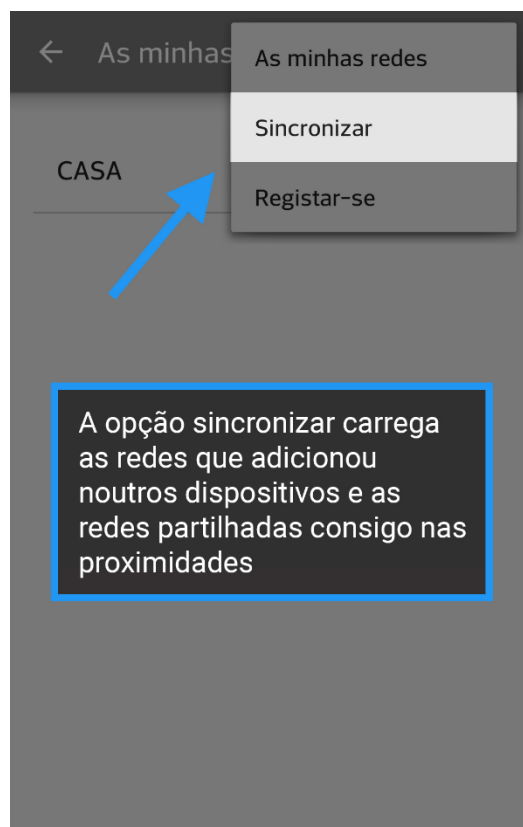 As minhas
As minhas redes
Sincronizar
CASA
Registar-se
A opção sincronizar carrega
as redes que adicionou
noutros dispositivos e as
redes partilhadas consigo nas
proximidades